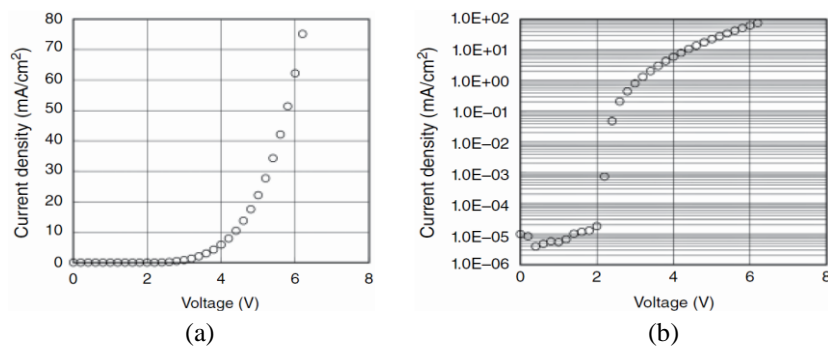 80
70
60
50
40
30
20
10
0
Current density (mA/cm²)
0 2 4 6 8
Voltage (V)
(a)
1.0E+02
1.0E+01
1.0E+00
1.0E−01
1.0E−02
1.0E−03
1.0E−04
1.0E−05
1.0E−06
Current density (mA/cm²)
0 2 4 6 8
Voltage (V)
(b)